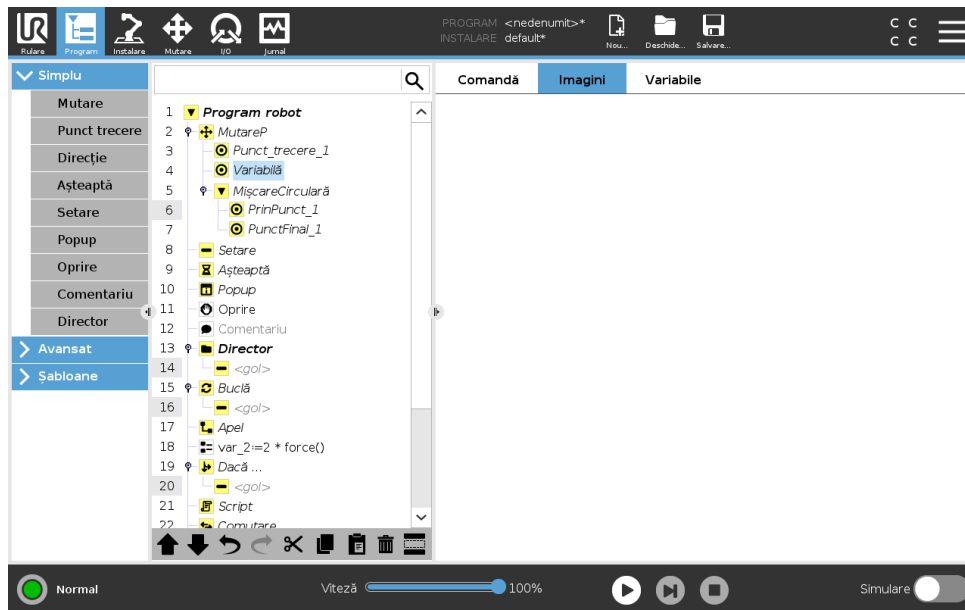 Rulare
Program
Instalare
Mutare
I/O
Jurnal
PROGRAM <nedenumit>*
INSTALARE default*
Nou...
Deschide...
Salvare...
C C
C C
Simplu
Mutare
Punct trecere
Direcție
Așteaptă
Setare
Popup
Oprire
Comentariu
Director
Avansat
Șabloane
1 Program robot
2 MutareP
3 Punct_trecere_1
4 Variabilă
5 MișcareCirculară
6 PrinPunct_1
7 PunctFinal_1
8 Setare
9 Așteaptă
10 Popup
11 Oprire
12 Comentariu
13 Director
14 <gol>
15 Buclă
16 <gol>
17 Apel
18 var_2:=2 * force()
19 Dacă ...
20 <gol>
21 Script
22 Comutare
Comandă
Imagini
Variabile
Normal
Viteză 100%
Simulare